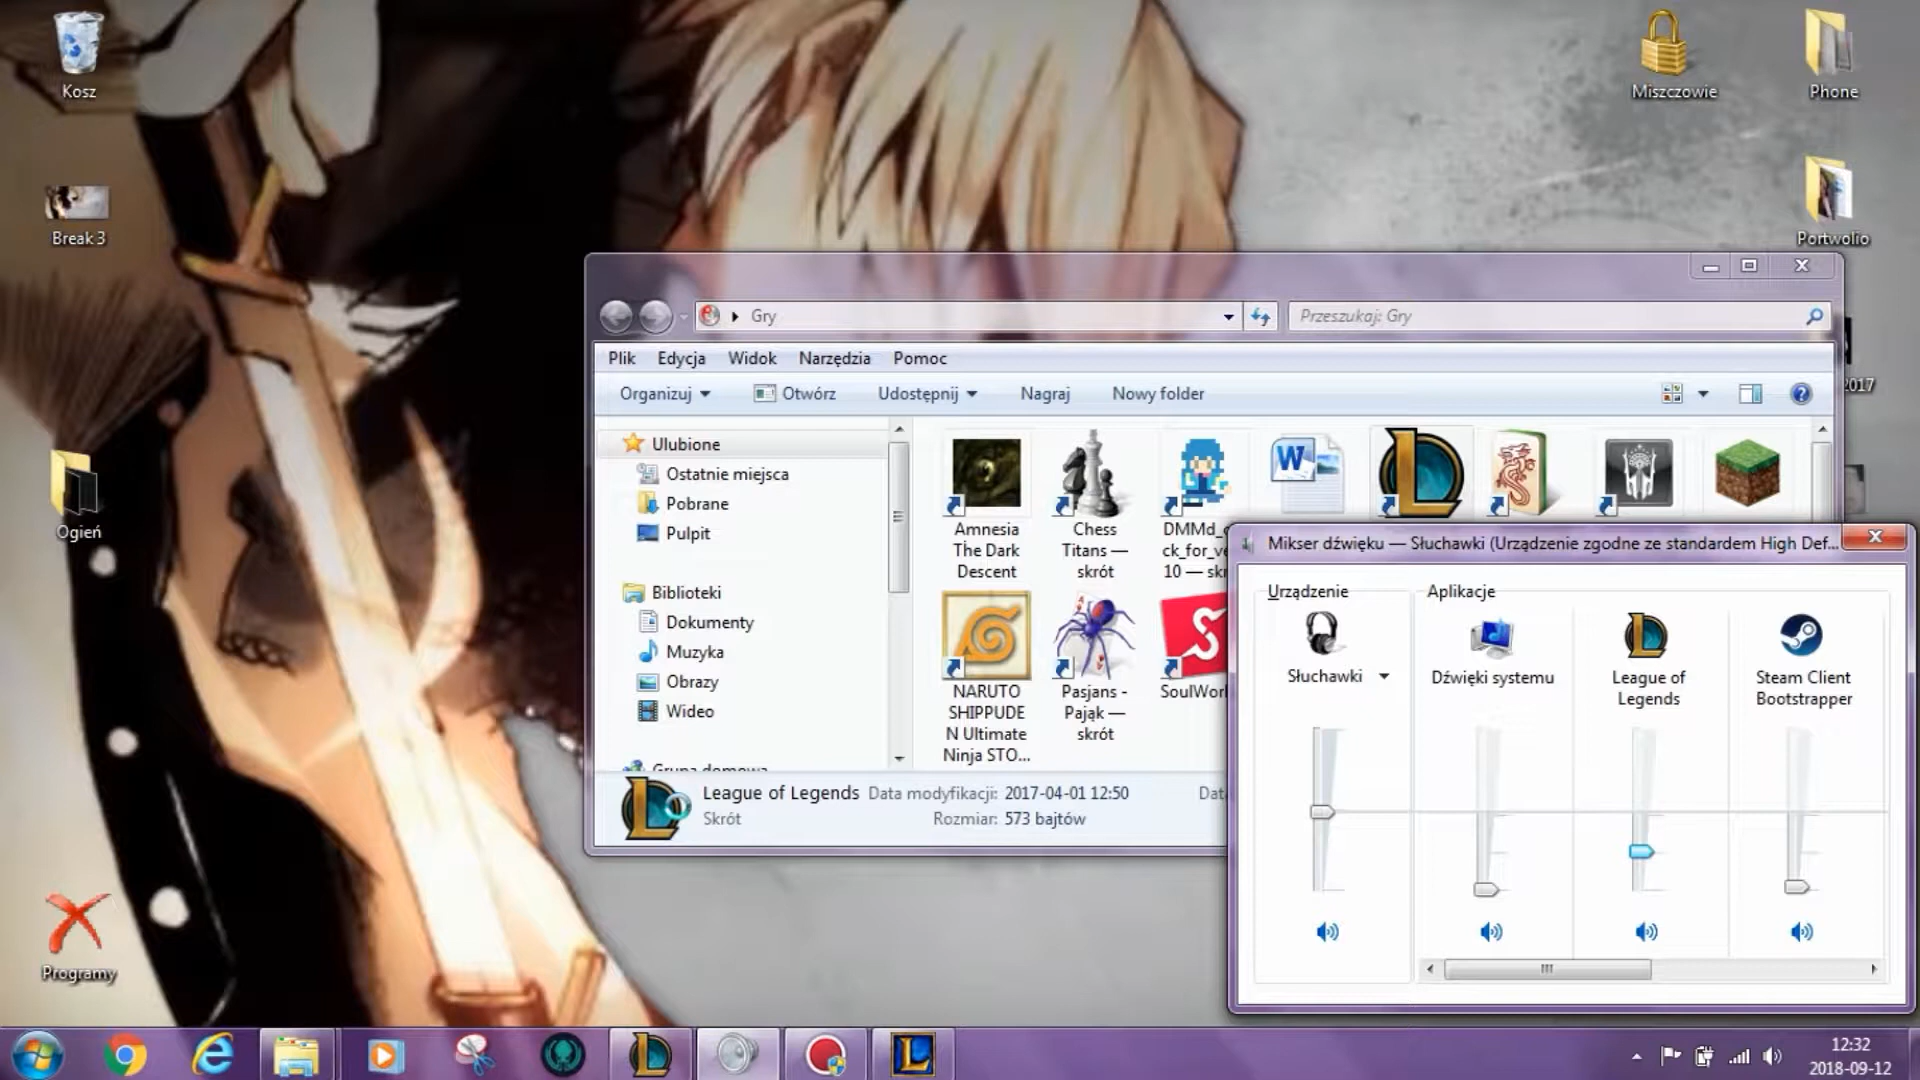 Kosz
Break 3
Ogień
Programy
Miszczowie
Phone
Portwolio
2017
Gry
Przeszukaj: Gry
Plik Edycja Widok Narzędzia Pomoc
Organizuj Otwórz Udostępnij Nagraj Nowy folder
Ulubione
Ostatnie miejsca
Pobrane
Pulpit
Biblioteki
Dokumenty
Muzyka
Obrazy
Wideo
Grupa domowa
Amnesia
The Dark
Descent
Chess
Titans —
skrót
DMMd_c
ck_for_ve
10 — skr
NARUTO
SHIPPUDE
N Ultimate
Ninja STO...
Pasjans -
Pająk —
skrót
SoulWor
League of Legends Data modyfikacji: 2017-04-01 12:50 Dat
Skrót Rozmiar: 573 bajtów
Mikser dźwięku — Słuchawki (Urządzenie zgodne ze standardem High Def...
Urządzenie
Aplikacje
Słuchawki
Dźwięki systemu
League of
Legends
Steam Client
Bootstrapper
12:32
2018-09-12